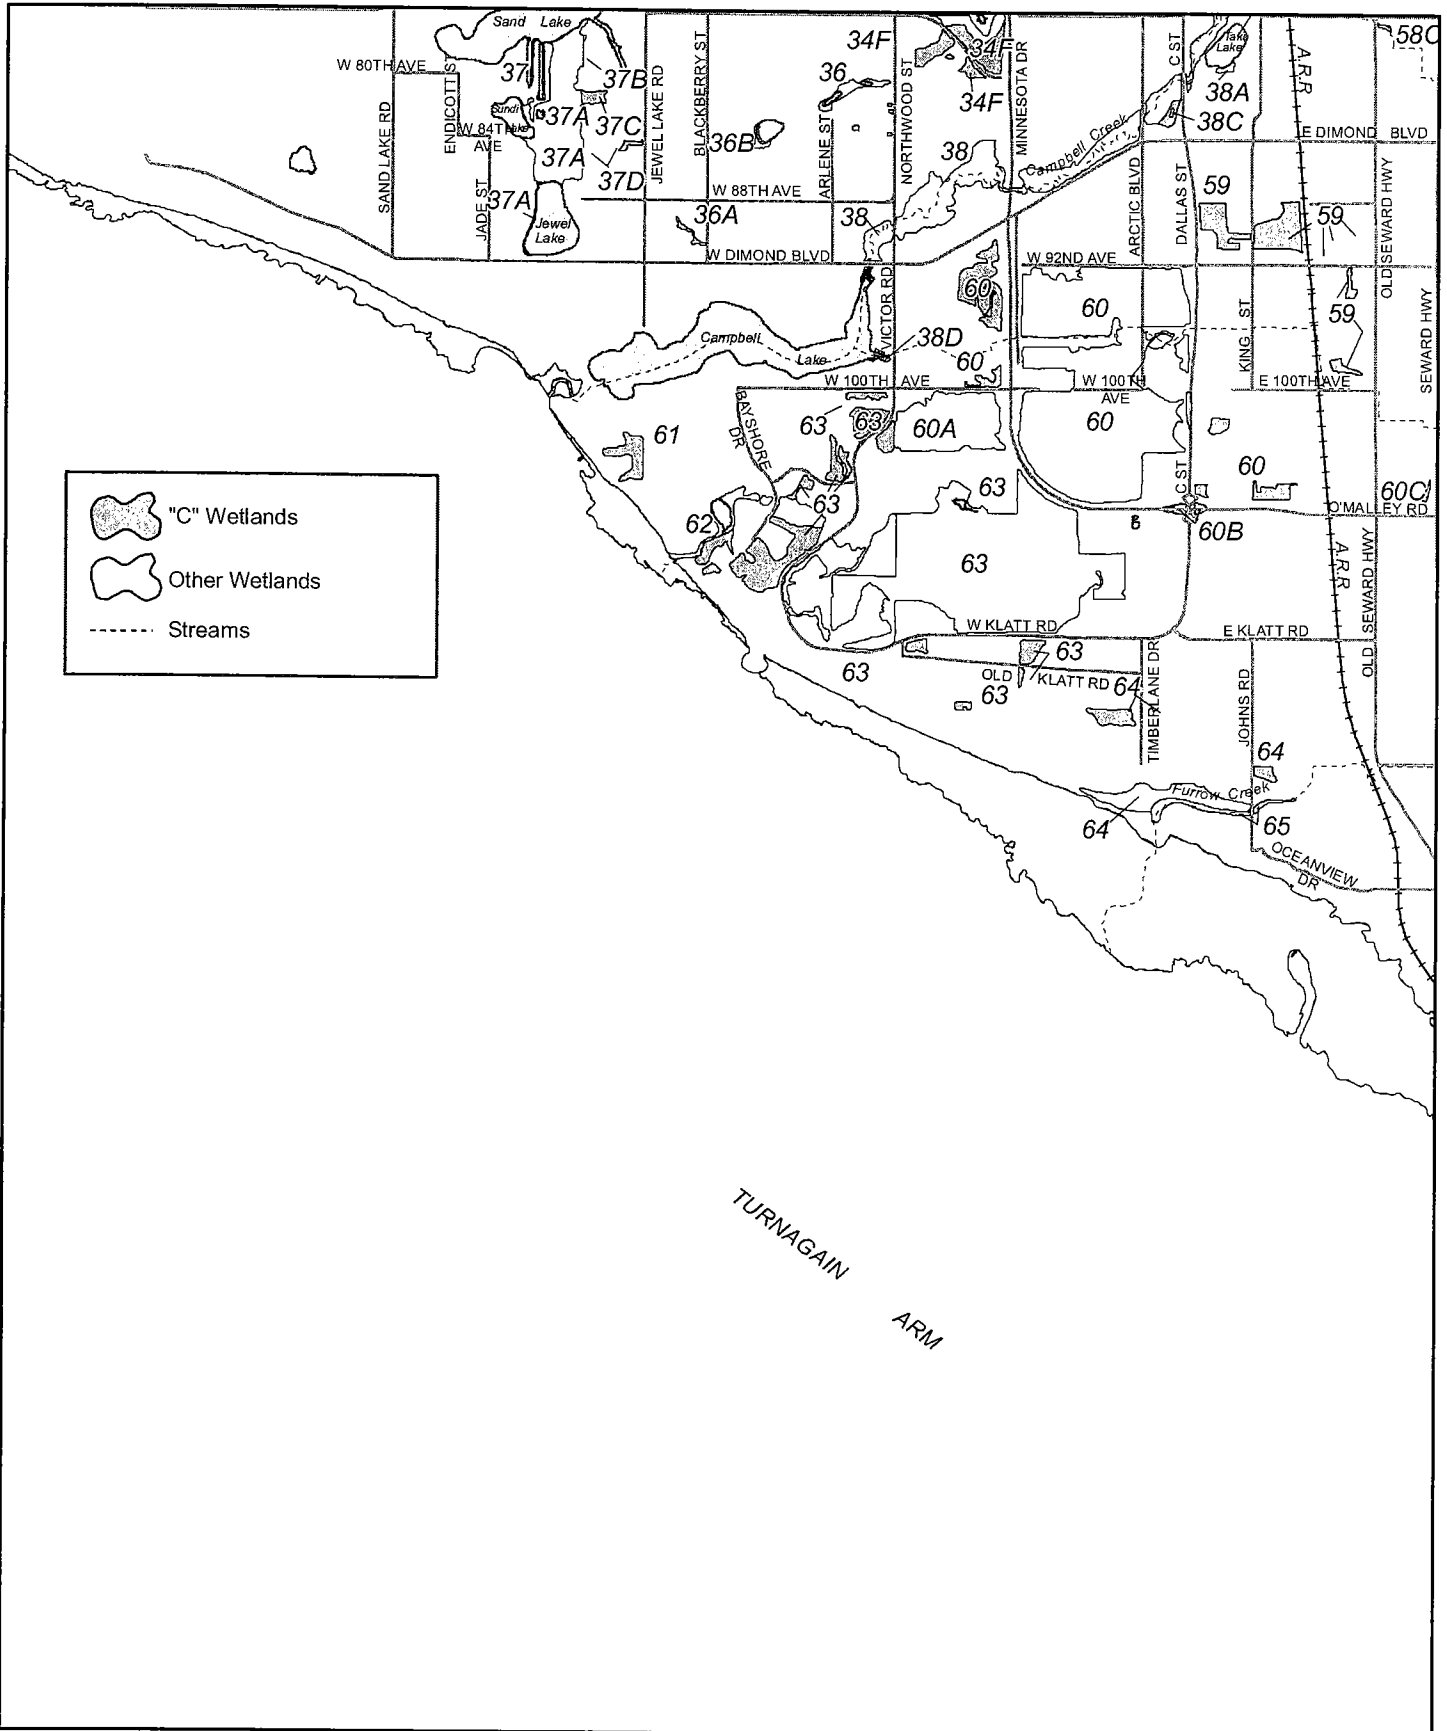 Sand Lake
34F
34F
58C
C ST
W 80TH AVE
37
37B
36
34F
38A
A.R.R
SAND LAKE RD
ENDICOTT ST
JEWEL LAKE RD
BLACKBERRY ST
ARLENE ST
NORTHWOOD ST
MINNESOTA DR
Campbell Creek
37A
37C
38C
W 84TH AVE
E DIMOND BLVD
36B
38
37A
37D
JADE ST
W 88TH AVE
ARCTIC BLVD
DALLAS ST
59
OLD SEWARD HWY
37A
Jewel Lake
36A
38
59
W DIMOND BLVD
W 92ND AVE
VICTOR RD
60
60
KING ST
59
SEWARD HWY
Campbell Lake
38D
60
W 100TH AVE
W 100TH AVE
E 100TH AVE
BAYSHORE DR
61
63
63
60A
60
C ST
60
60C
63
63
O'MALLEY RD
62
60B
63
A.R.R
OLD SEWARD HWY
W KLATT RD
E KLATT RD
63
63
OLD KLATT RD
63
64
TIMBERLANE DR
JOHNS RD
64
Furrow Creek
64
65
OCEANVIEW DR
"C" Wetlands
Other Wetlands
Streams
TURNAGAIN
ARM